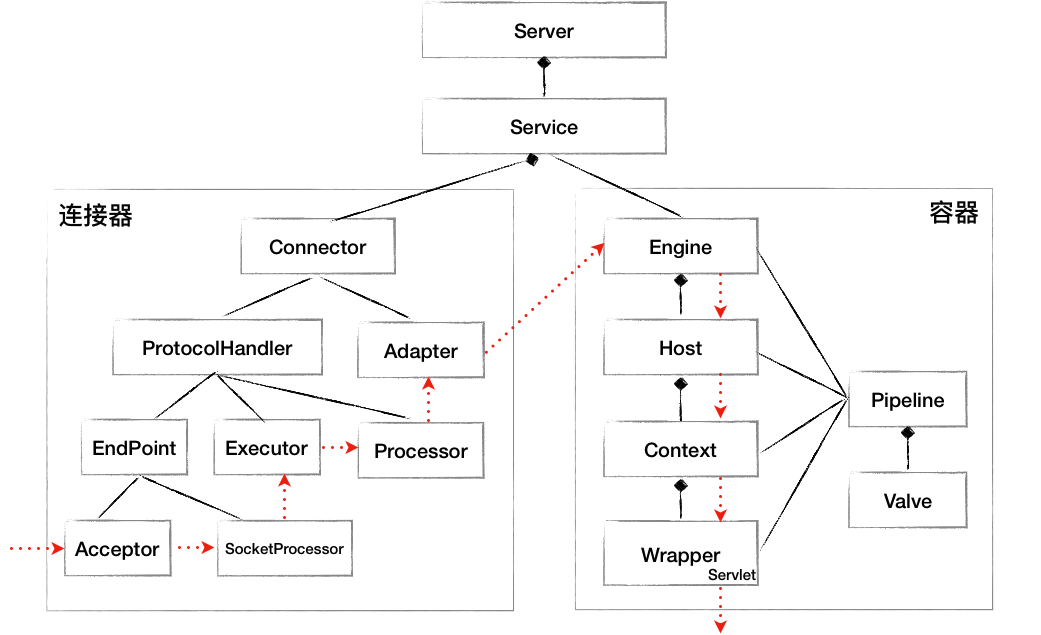 Server
Service
连接器
Connector
ProtocolHandler
Adapter
EndPoint
Executor
Processor
Acceptor
SocketProcessor
容器
Engine
Host
Context
Wrapper
Servlet
Pipeline
Valve